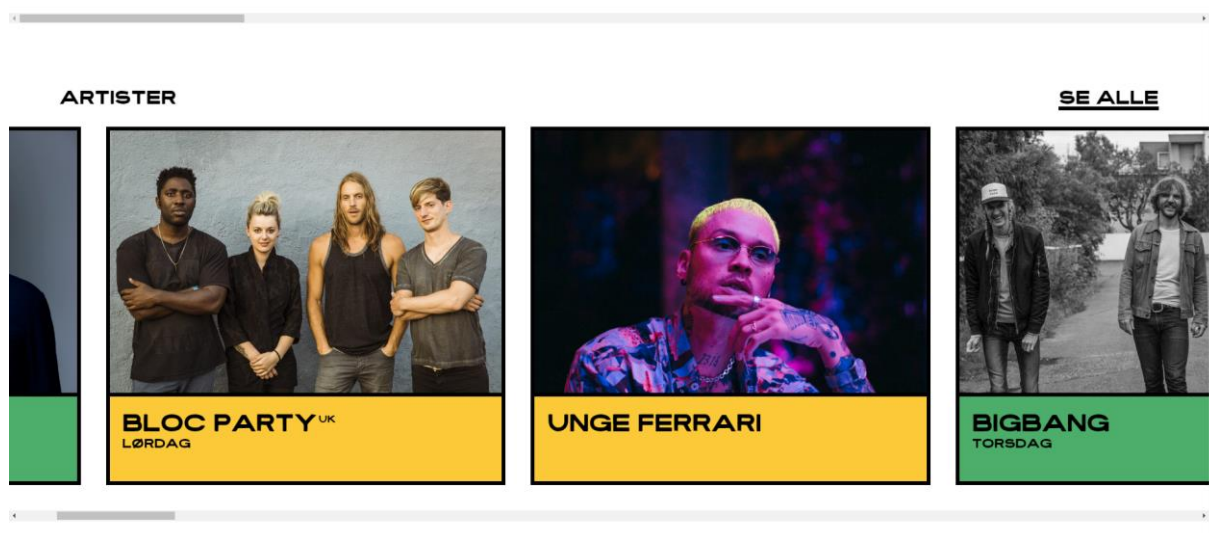 ARTISTER
SE ALLE
BLOC PARTY UK
LØRDAG
UNGE FERRARI
BIGBANG
TORSDAG